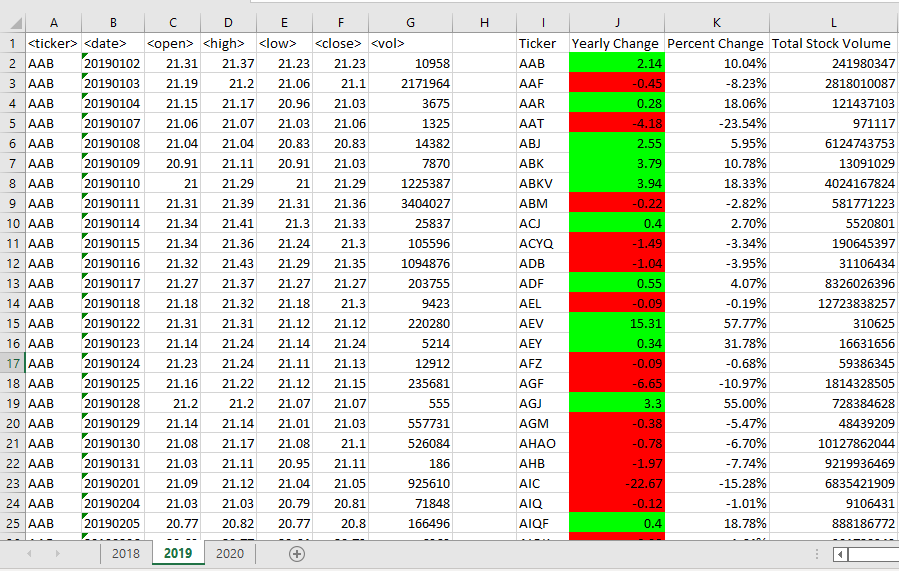 A B C D E F G H I J K L
1 <ticker> <date> <open> <high> <low> <close> <vol> Ticker Yearly Change Percent Change Total Stock Volume
2 AAB 20190102 21.31 21.37 21.23 21.23 10958 AAB 2.14 10.04% 241980347
3 AAB 20190103 21.19 21.2 21.06 21.1 2171964 AAF -0.45 -8.23% 2818010087
4 AAB 20190104 21.15 21.17 20.96 21.03 3675 AAR 0.28 18.06% 121437103
5 AAB 20190107 21.06 21.07 21.03 21.06 1325 AAT -4.18 -23.54% 971117
6 AAB 20190108 21.04 21.04 20.83 20.83 14382 ABJ 2.55 5.95% 6124743753
7 AAB 20190109 20.91 21.11 20.91 21.03 7870 ABK 3.79 10.78% 13091029
8 AAB 20190110 21 21.29 21 21.29 1225387 ABKV 3.94 18.33% 4024167824
9 AAB 20190111 21.31 21.39 21.31 21.36 3404027 ABM -0.22 -2.82% 581771223
10 AAB 20190114 21.34 21.41 21.3 21.33 25837 ACJ 0.4 2.70% 5520801
11 AAB 20190115 21.34 21.36 21.24 21.3 105596 ACYQ -1.49 -3.34% 190645397
12 AAB 20190116 21.32 21.43 21.29 21.35 1094876 ADB -1.04 -3.95% 31106434
13 AAB 20190117 21.27 21.37 21.27 21.27 203755 ADF 0.55 4.07% 8326026396
14 AAB 20190118 21.18 21.32 21.18 21.3 9423 AEL -0.09 -0.19% 12723838257
15 AAB 20190122 21.31 21.31 21.12 21.12 220280 AEV 15.31 57.77% 310625
16 AAB 20190123 21.14 21.24 21.14 21.24 5214 AEY 0.34 31.78% 16631656
17 AAB 20190124 21.23 21.24 21.11 21.13 12912 AFZ -0.09 -0.68% 59386345
18 AAB 20190125 21.16 21.22 21.12 21.15 235681 AGF -6.65 -10.97% 1814328505
19 AAB 20190128 21.2 21.2 21.07 21.07 555 AGJ 3.3 55.00% 728384628
20 AAB 20190129 21.14 21.14 21.01 21.03 557731 AGM -0.38 -5.47% 48439209
21 AAB 20190130 21.08 21.17 21.08 21.1 526084 AHAO -0.78 -6.70% 10127862044
22 AAB 20190131 21.03 21.11 20.95 21.11 186 AHB -1.97 -7.74% 9219936469
23 AAB 20190201 21.09 21.12 21.04 21.05 925610 AIC -22.67 -15.28% 6835421909
24 AAB 20190204 21.03 21.03 20.79 20.81 71848 AIQ -0.12 -1.01% 9106431
25 AAB 20190205 20.77 20.82 20.77 20.8 166496 AIQF 0.4 18.78% 888186772
2018 2019 2020